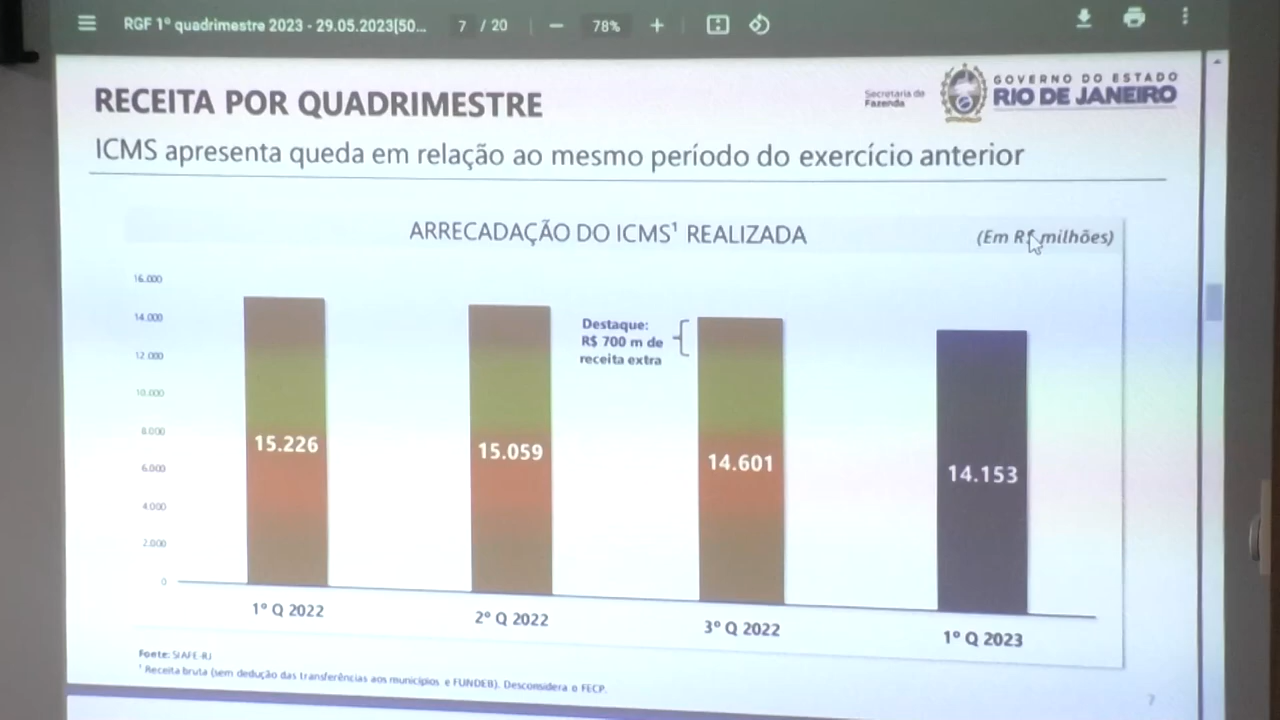 RGF 1º quadrimestre 2023 - 29.05.2023[50... 7 / 20 78%
Secretaria de
Fazenda
GOVERNO DO ESTADO
RIO DE JANEIRO
RECEITA POR QUADRIMESTRE
ICMS apresenta queda em relação ao mesmo período do exercício anterior
ARRECADAÇÃO DO ICMS¹ REALIZADA
(Em R$ milhões)
16.000
14.000
12.000
10.000
8.000
6.000
4.000
2.000
0
Destaque:
R$ 700 m de
receita extra
15.226
15.059
14.601
14.153
1º Q 2022
2º Q 2022
3º Q 2022
1º Q 2023
Fonte: SIAFE-RJ
¹ Receita bruta (sem dedução das transferências aos municípios e FUNDEB). Desconsidera o FECP.
7